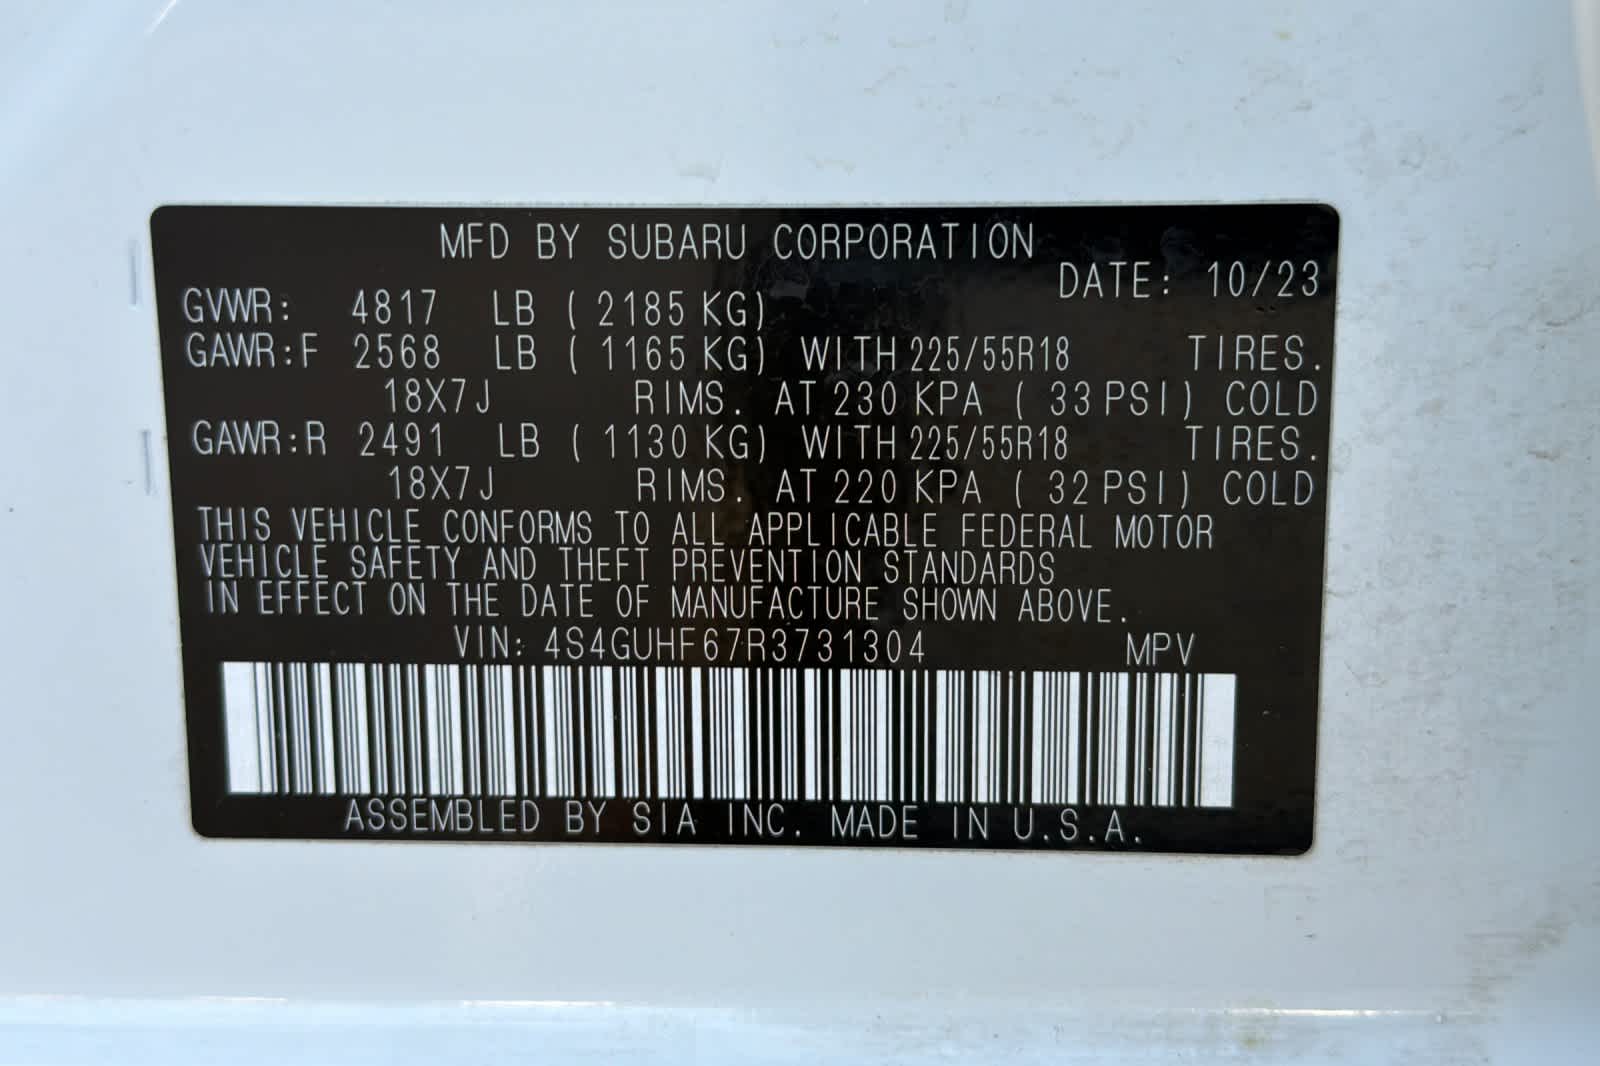 MFD BY SUBARU CORPORATION
DATE: 10/23
GVWR: 4817 LB ( 2185 KG)
GAWR:F 2568 LB ( 1165 KG) WITH 225/55R18 TIRES.
18X7J RIMS. AT 230 KPA ( 33 PSI) COLD
GAWR:R 2491 LB ( 1130 KG) WITH 225/55R18 TIRES.
18X7J RIMS. AT 220 KPA ( 32 PSI) COLD
THIS VEHICLE CONFORMS TO ALL APPLICABLE FEDERAL MOTOR
VEHICLE SAFETY AND THEFT PREVENTION STANDARDS
IN EFFECT ON THE DATE OF MANUFACTURE SHOWN ABOVE.
VIN: 4S4GUHF67R3731304 MPV
ASSEMBLED BY SIA INC. MADE IN U.S.A.